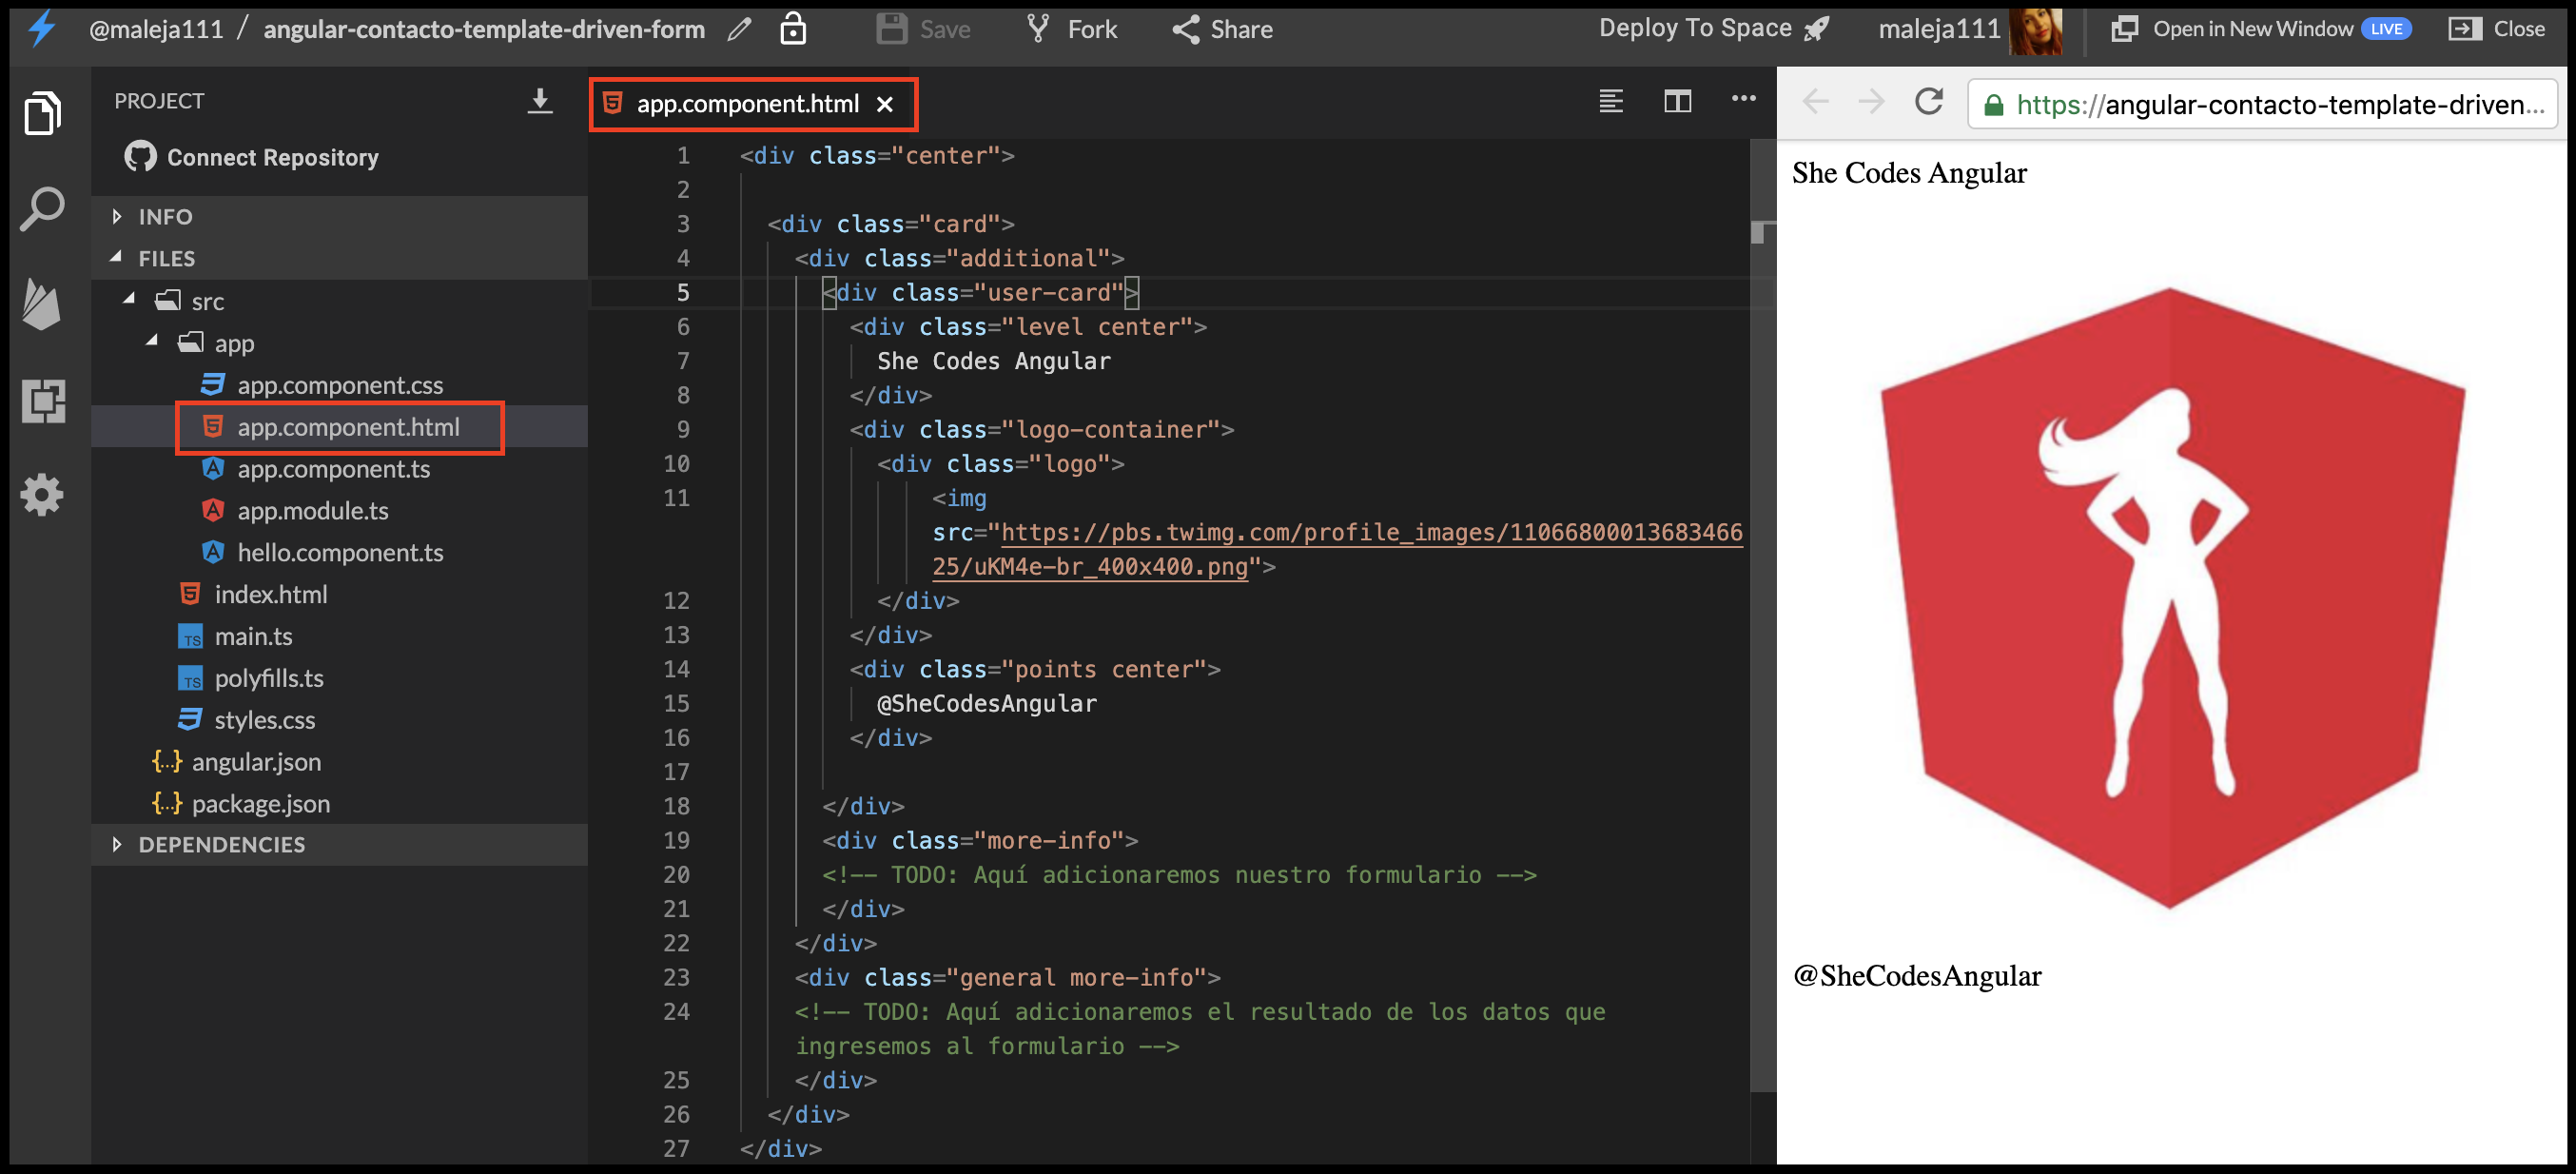 @maleja111 / angular-contacto-template-driven-form
Save
Fork
Share
Deploy To Space
maleja111
Open in New Window LIVE
Close
PROJECT
Connect Repository
INFO
FILES
src
app
app.component.css
app.component.html
app.component.ts
app.module.ts
hello.component.ts
index.html
main.ts
polyfills.ts
styles.css
angular.json
package.json
DEPENDENCIES
app.component.html
1 <div class="center">
2
3 <div class="card">
4 <div class="additional">
5 <div class="user-card">
6 <div class="level center">
7 She Codes Angular
8 </div>
9 <div class="logo-container">
10 <div class="logo">
11 <img
src="https://pbs.twimg.com/profile_images/11066800013683466
25/uKM4e-br_400x400.png">
12 </div>
13 </div>
14 <div class="points center">
15 @SheCodesAngular
16 </div>
17
18 </div>
19 <div class="more-info">
20 <!-- TODO: Aquí adicionaremos nuestro formulario -->
21 </div>
22 </div>
23 <div class="general more-info">
24 <!-- TODO: Aquí adicionaremos el resultado de los datos que
ingresemos al formulario -->
25 </div>
26 </div>
27 </div>
https://angular-contacto-template-driven...
She Codes Angular
@SheCodesAngular